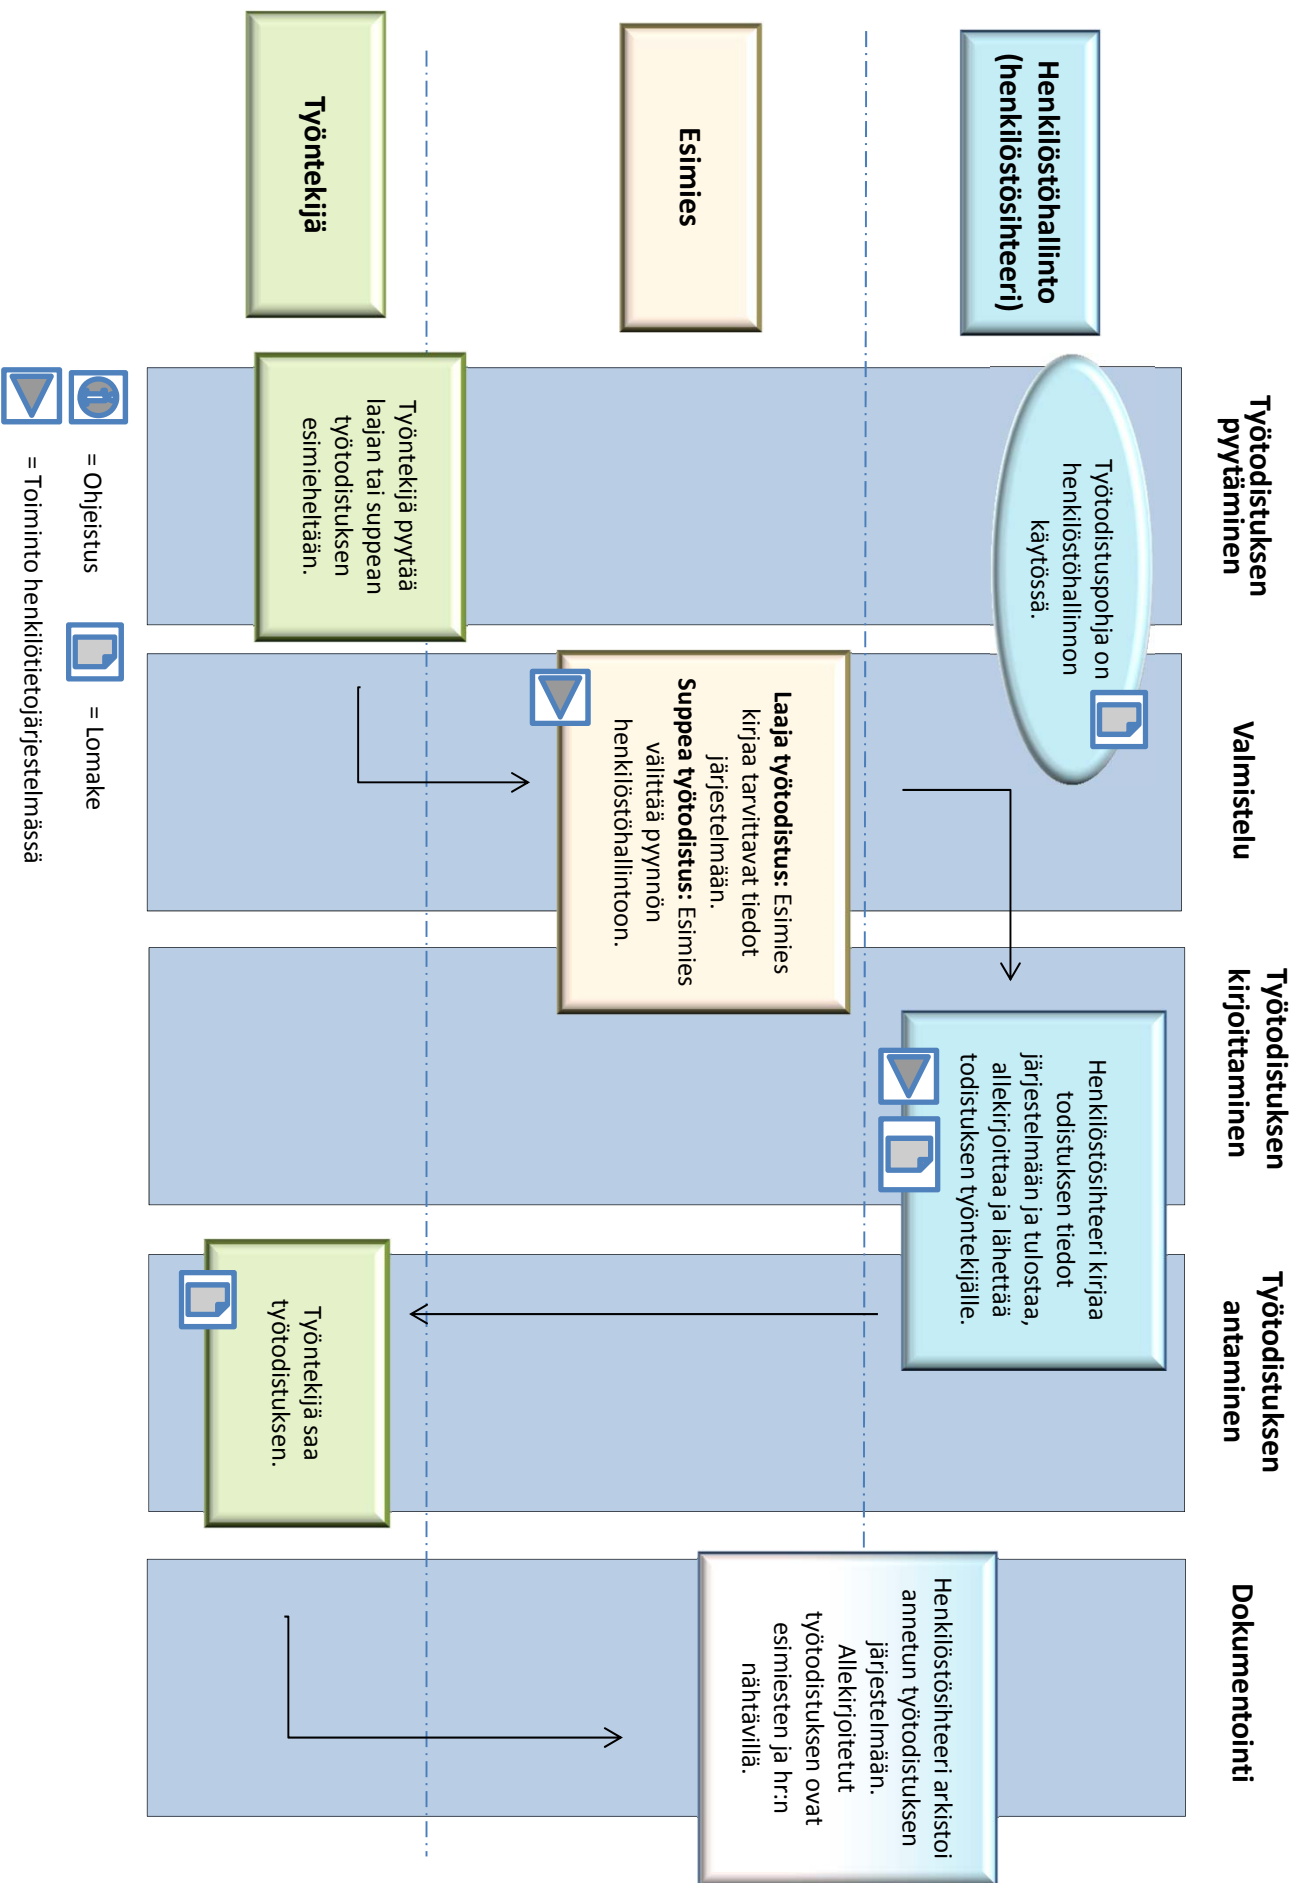 Työtodistuksen
pyytäminen
Valmistelu
Työtodistuksen
kirjoittaminen
Työtodistuksen
antaminen
Dokumentointi
Henkilöstöhallinto
(henkilöstösihteeri)
Työtodistuspohja on
henkilöstöhallinnon
käytössä.
Henkilöstösihteeri kirjaa
todistuksen tiedot
järjestelmään ja tulostaa,
allekirjoittaa ja lähettää
todistuksen työntekijälle.
Henkilöstösihteeri arkistoi
annetun työtodistuksen
järjestelmään.
Allekirjoitetut
työtodistuksen ovat
esimiesten ja hr:n
nähtävillä.
Esimies
Laaja työtodistus: Esimies
kirjaa tarvittavat tiedot
järjestelmään.
Suppea työtodistus: Esimies
välittää pyynnön
henkilöstöhallintoon.
Työntekijä
Työntekijä pyytää
laajan tai suppean
työtodistuksen
esimieheltään.
Työntekijä saa
työtodistuksen.
= Ohjeistus
= Lomake
= Toiminto henkilötietojärjestelmässä